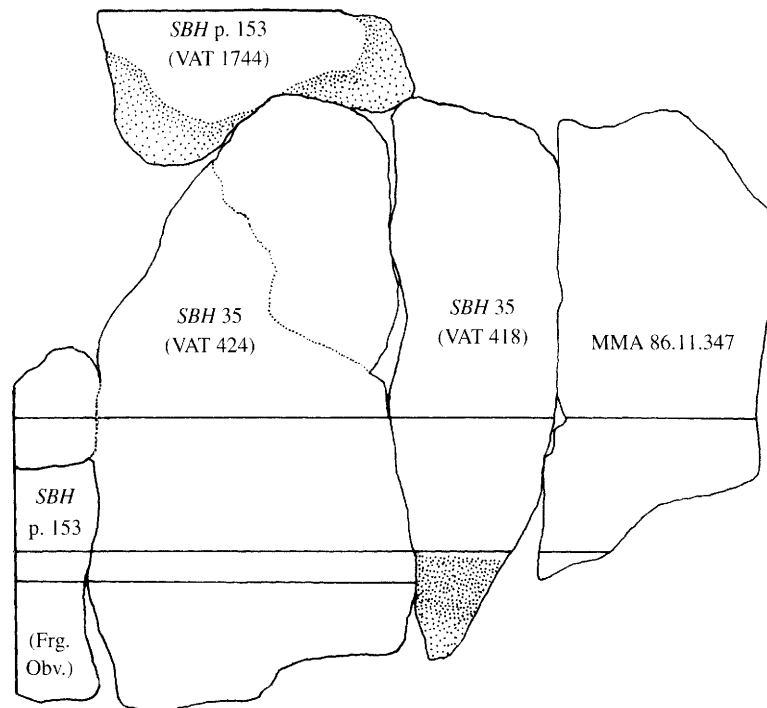 SBH p. 153
(VAT 1744)
SBH 35
(VAT 424)
SBH 35
(VAT 418)
MMA 86.11.347
SBH
p. 153
(Frg.
Obv.)